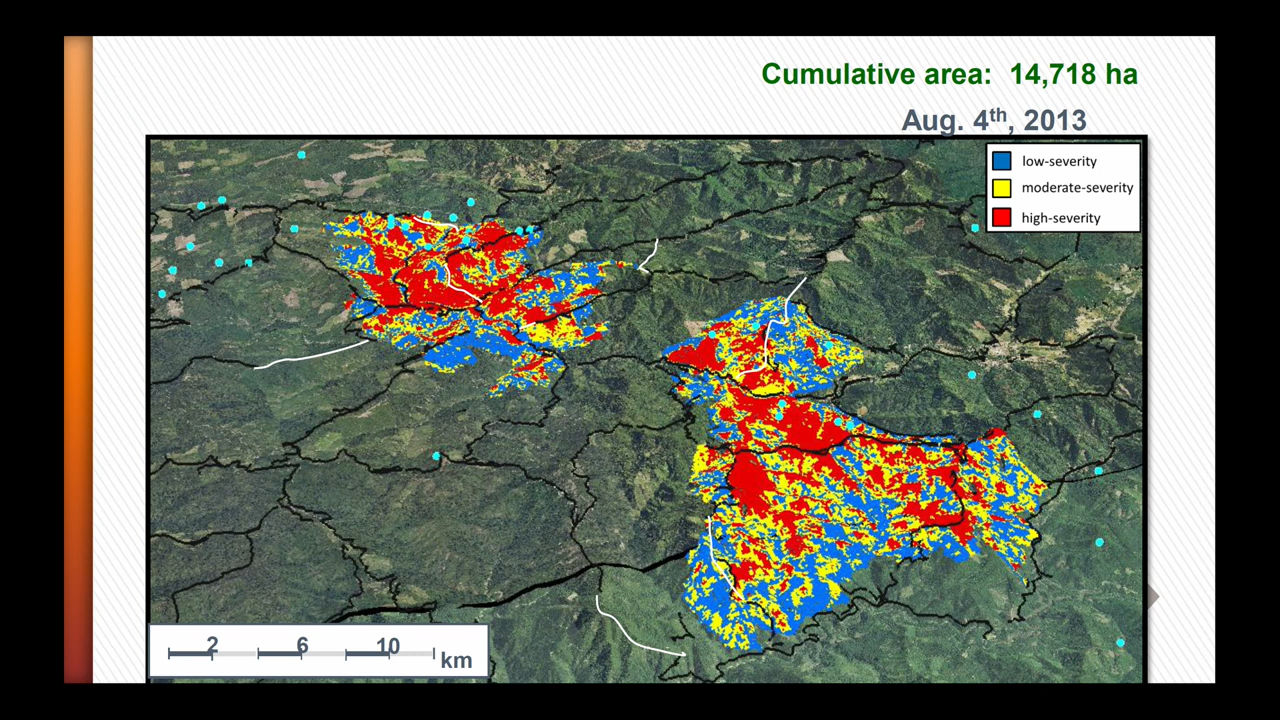 Cumulative area: 14,718 ha
Aug. 4th, 2013
low-severity
moderate-severity
high-severity
2 6 10 km